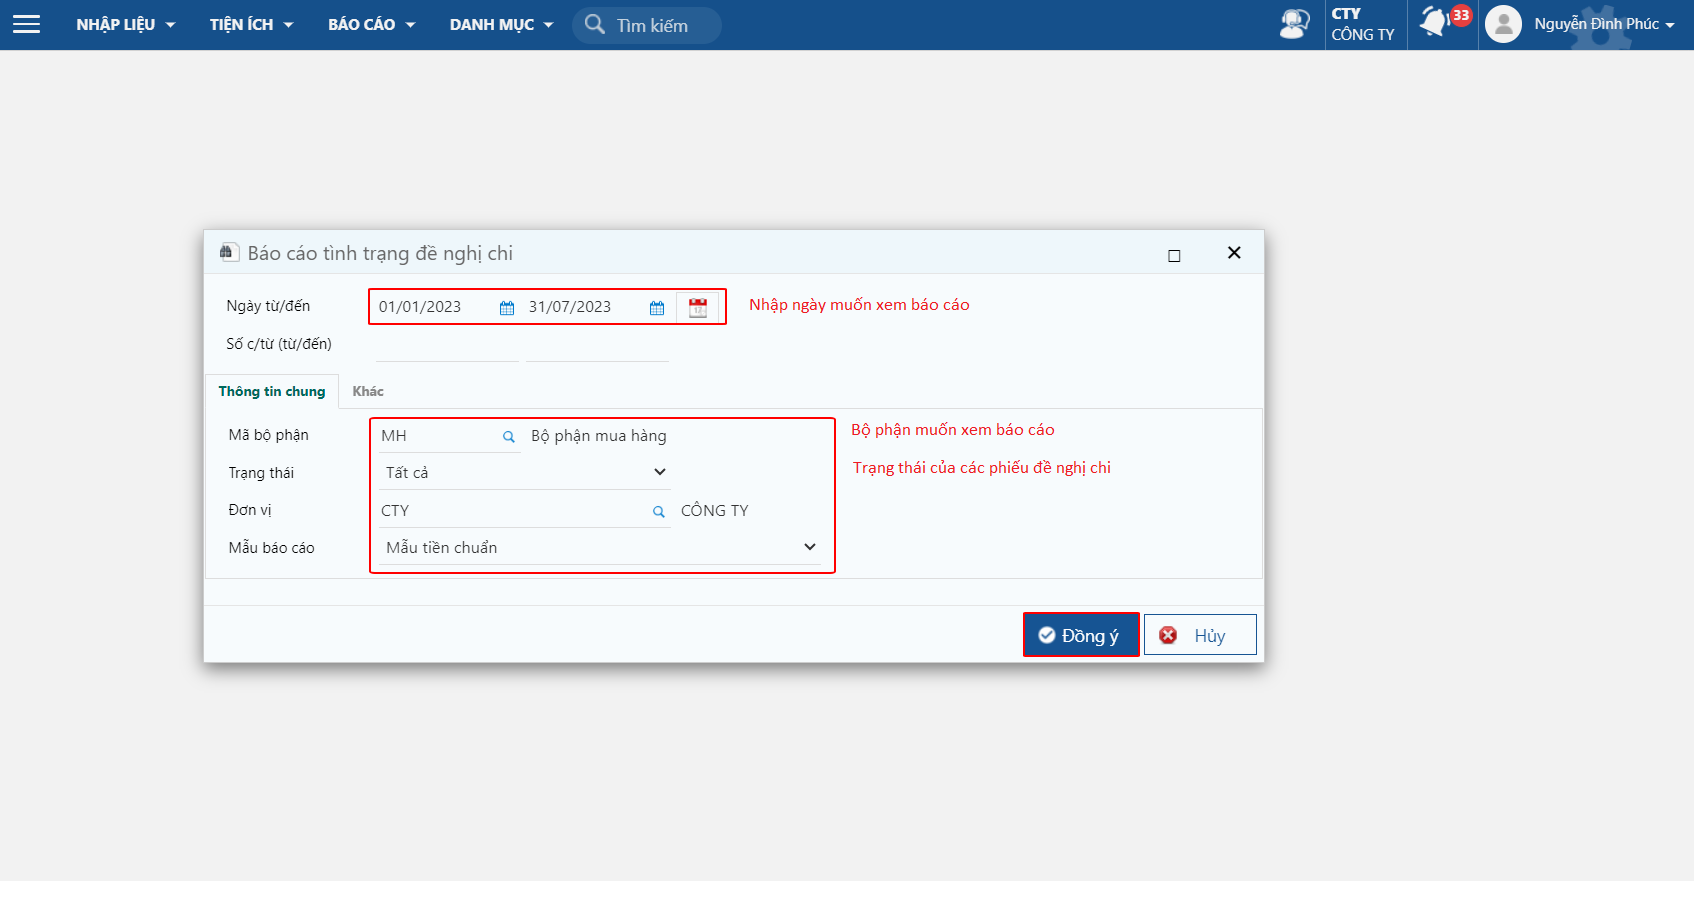 NHẬP LIỆU TIỆN ÍCH BÁO CÁO DANH MỤC Tìm kiếm CTY 33 Nguyễn Đình Phúc
CÔNG TY
Báo cáo tình trạng đề nghị chi
Ngày từ/đến 01/01/2023 31/07/2023 Nhập ngày muốn xem báo cáo
Số c/từ (từ/đến)
Thông tin chung Khác
Mã bộ phận MH Bộ phận mua hàng Bộ phận muốn xem báo cáo
Trạng thái Tất cả Trạng thái của các phiếu đề nghị chi
Đơn vị CTY CÔNG TY
Mẫu báo cáo Mẫu tiền chuẩn
Đồng ý Hủy